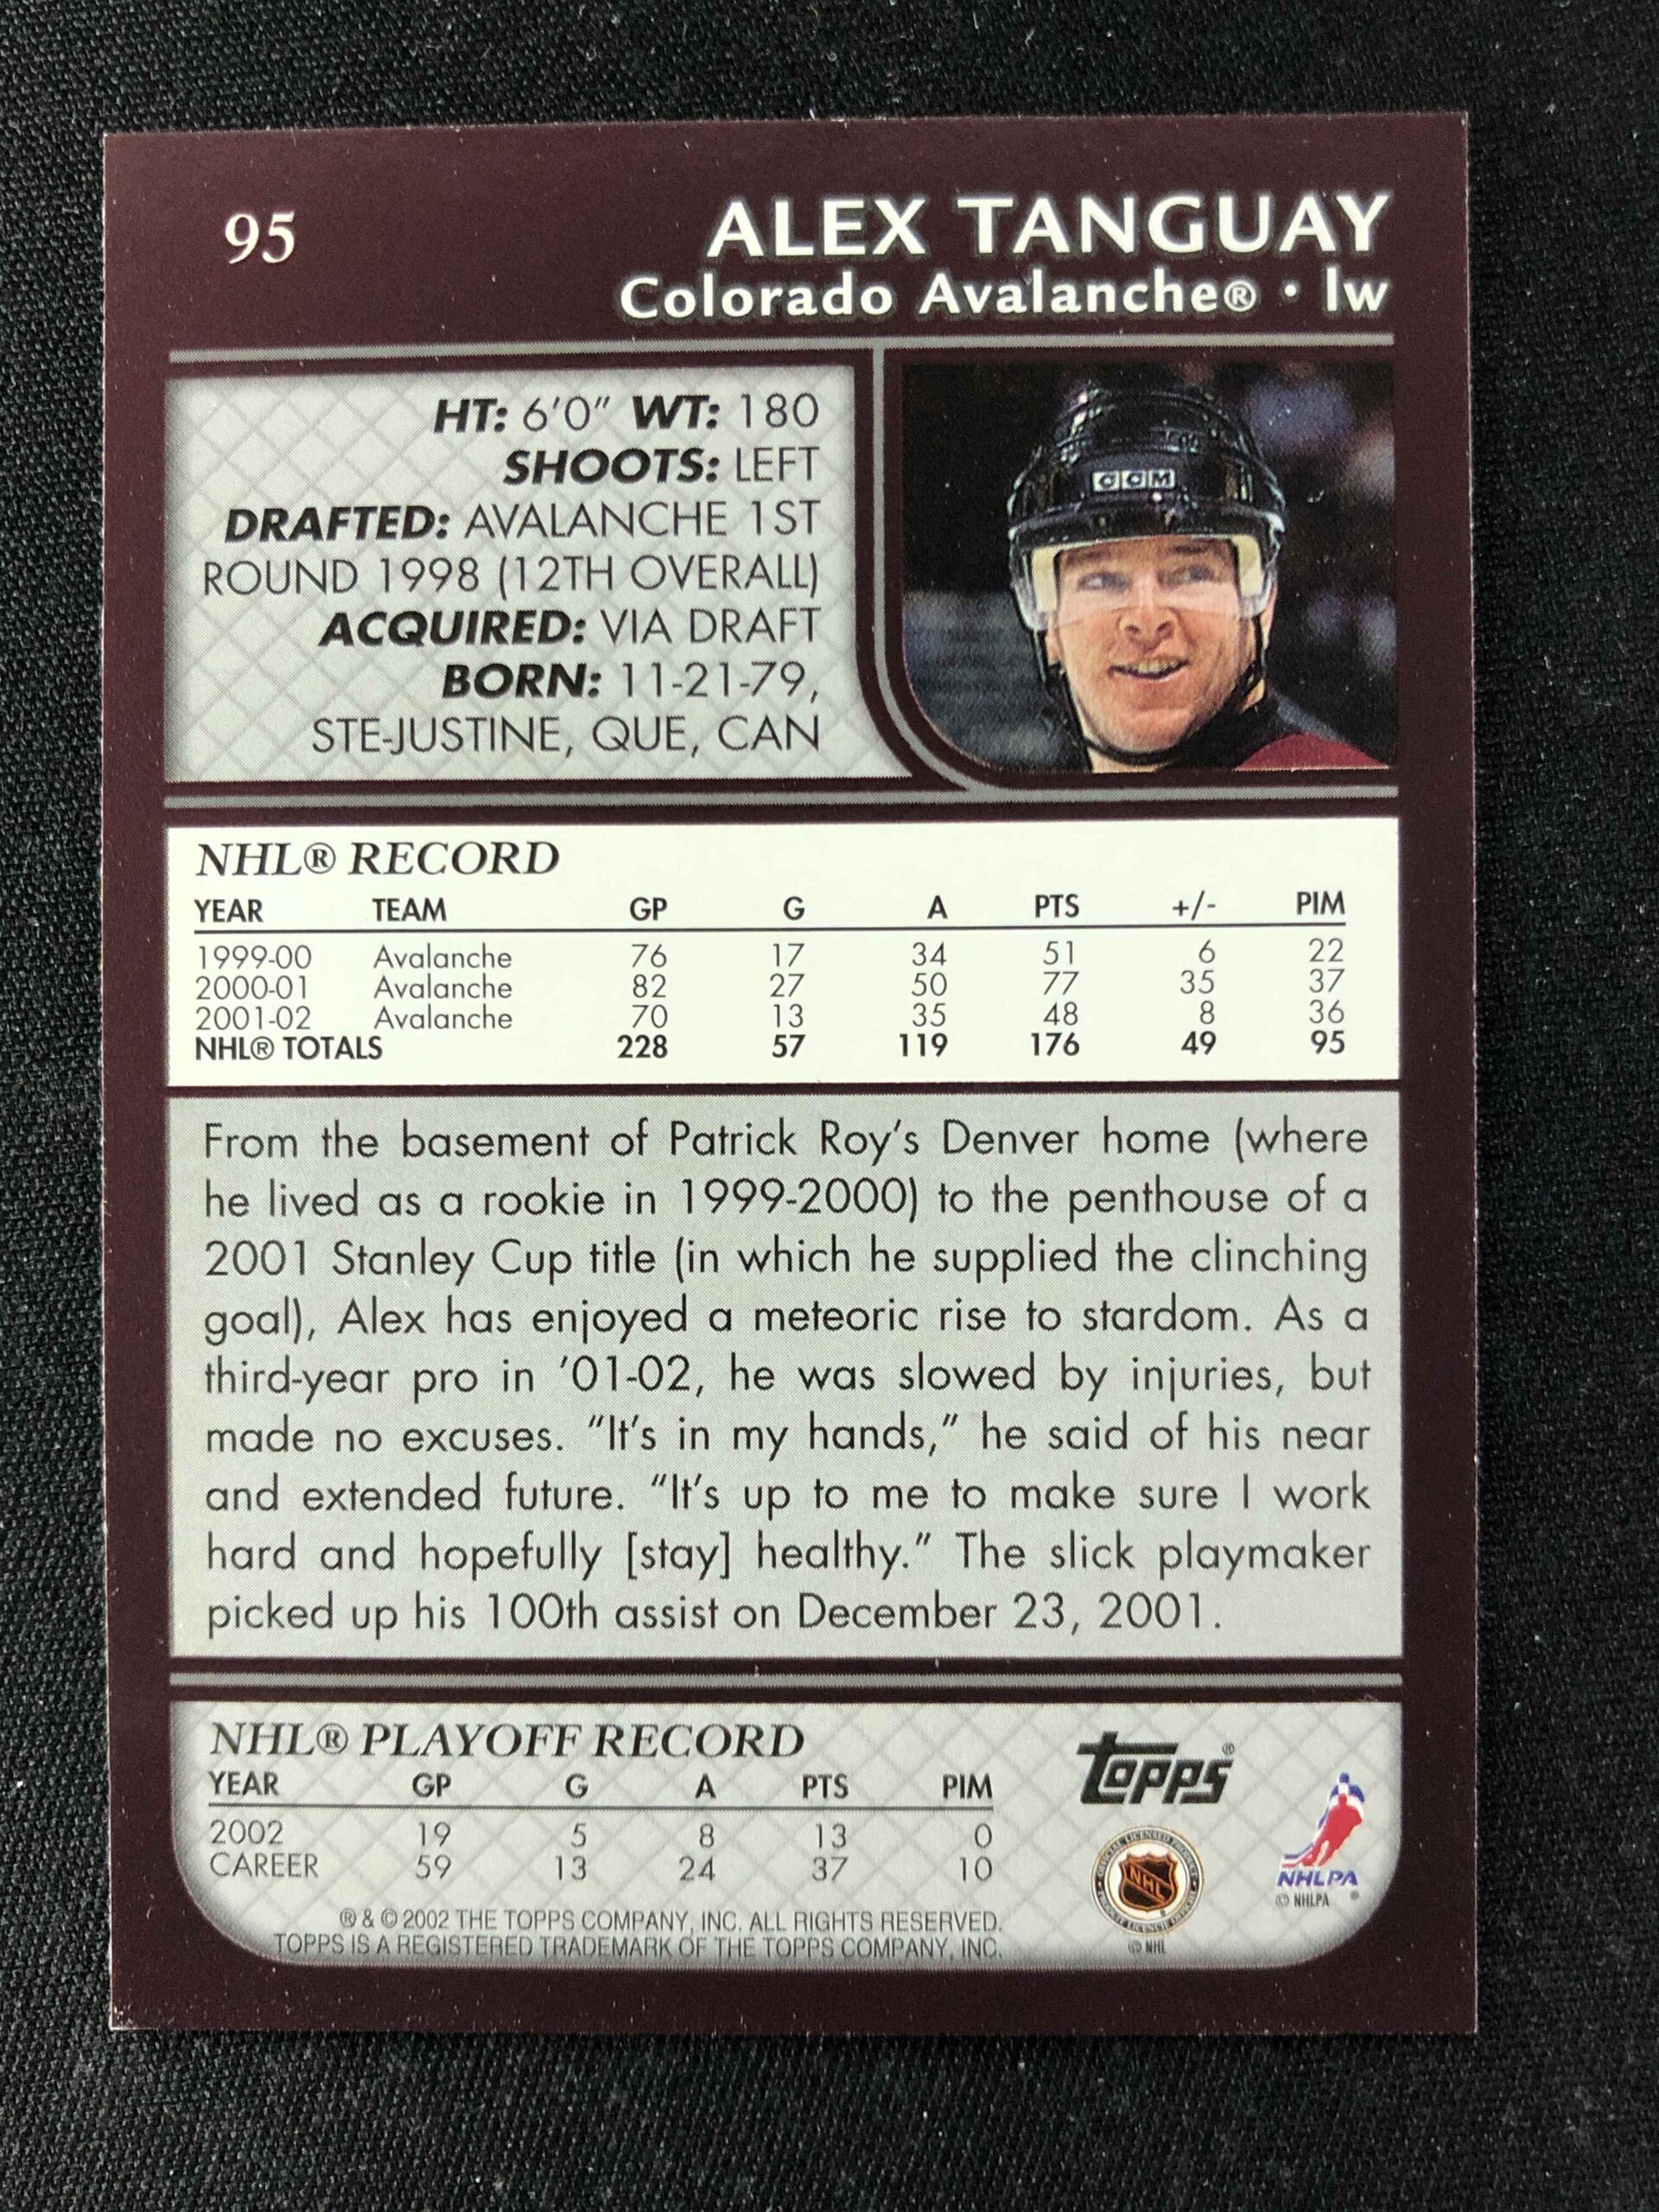 95
ALEX TANGUAY
Colorado Avalanche® • lw
HT: 6'0" WT: 180
SHOOTS: LEFT
DRAFTED: AVALANCHE 1ST
ROUND 1998 (12TH OVERALL)
ACQUIRED: VIA DRAFT
BORN: 11-21-79,
STE-JUSTINE, QUE, CAN
CCM
NHL® RECORD
YEAR TEAM GP G A PTS +/- PIM
1999-00 Avalanche 76 17 34 51 6 22
2000-01 Avalanche 82 27 50 77 35 37
2001-02 Avalanche 70 13 35 48 8 36
NHL® TOTALS 228 57 119 176 49 95
From the basement of Patrick Roy's Denver home (where
he lived as a rookie in 1999-2000) to the penthouse of a
2001 Stanley Cup title (in which he supplied the clinching
goal), Alex has enjoyed a meteoric rise to stardom. As a
third-year pro in '01-02, he was slowed by injuries, but
made no excuses. "It's in my hands," he said of his near
and extended future. "It's up to me to make sure I work
hard and hopefully [stay] healthy." The slick playmaker
picked up his 100th assist on December 23, 2001.
NHL® PLAYOFF RECORD
YEAR GP G A PTS PIM
2002 19 5 8 13 0
CAREER 59 13 24 37 10
® & © 2002 THE TOPPS COMPANY, INC. ALL RIGHTS RESERVED.
TOPPS IS A REGISTERED TRADEMARK OF THE TOPPS COMPANY, INC.
Topps®
NHL
© NHL
NHLPA
© NHLPA ®